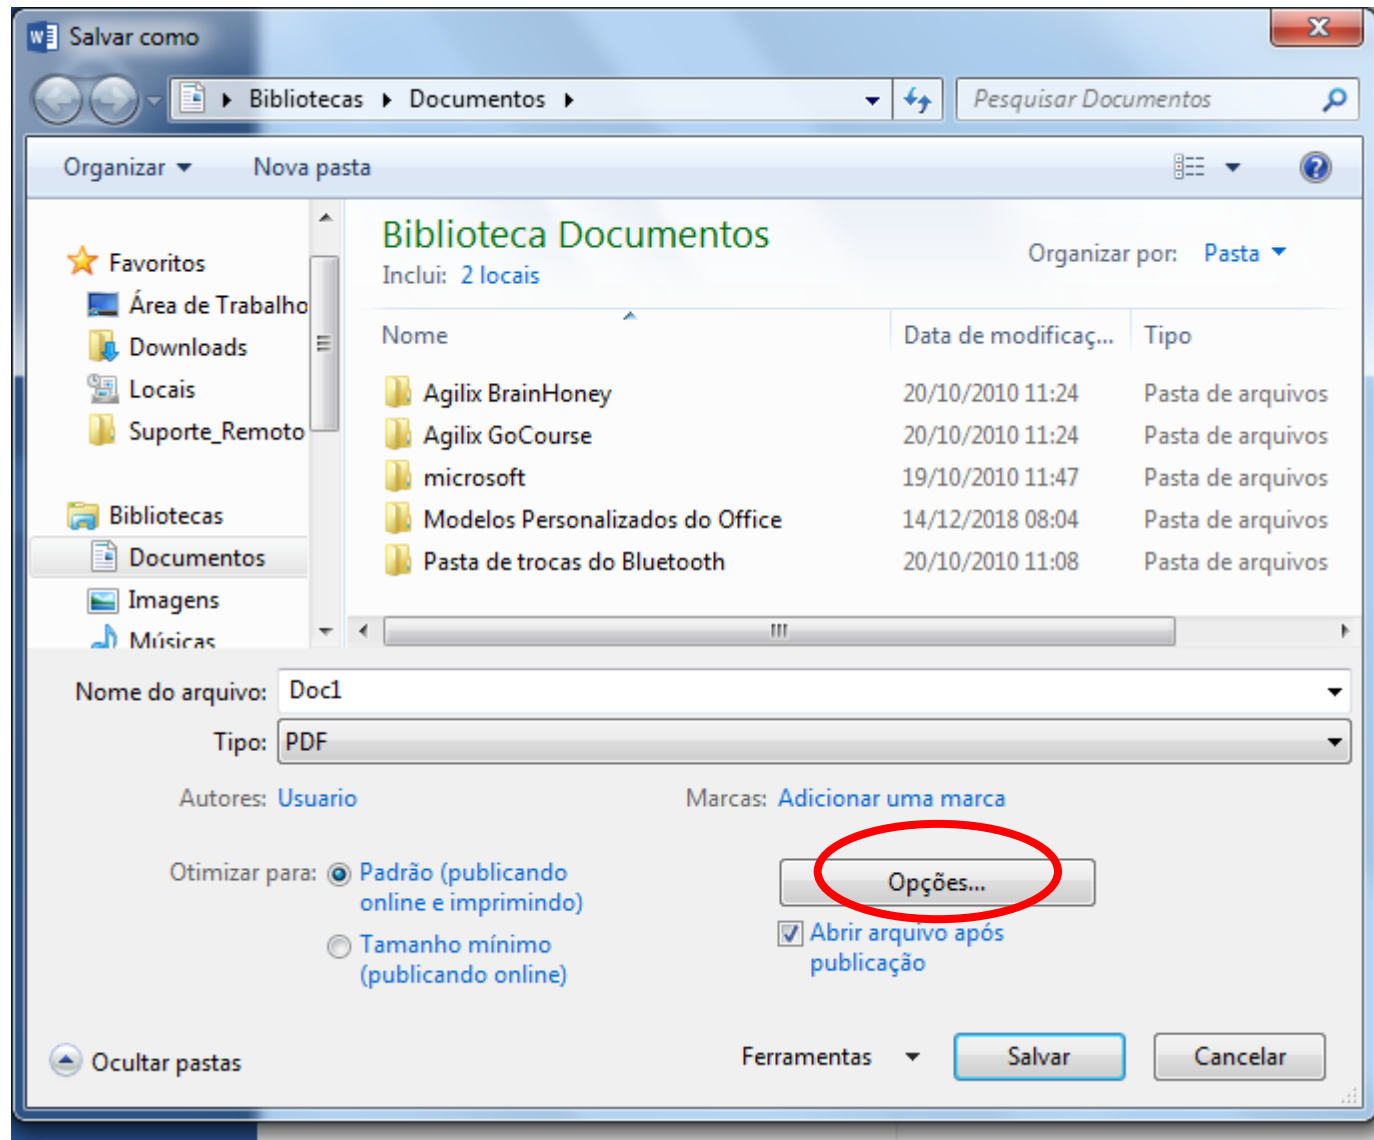 Salvar como
Bibliotecas Documentos
Pesquisar Documentos
Organizar Nova pasta
Favoritos
Área de Trabalho
Downloads
Locais
Suporte_Remoto
Bibliotecas
Documentos
Imagens
Músicas
Biblioteca Documentos
Inclui: 2 locais
Organizar por: Pasta
Nome Data de modificaç... Tipo
Agilix BrainHoney 20/10/2010 11:24 Pasta de arquivos
Agilix GoCourse 20/10/2010 11:24 Pasta de arquivos
microsoft 19/10/2010 11:47 Pasta de arquivos
Modelos Personalizados do Office 14/12/2018 08:04 Pasta de arquivos
Pasta de trocas do Bluetooth 20/10/2010 11:08 Pasta de arquivos
Nome do arquivo: Doc1
Tipo: PDF
Autores: Usuario Marcas: Adicionar uma marca
Otimizar para: Padrão (publicando
online e imprimindo)
Tamanho mínimo
(publicando online)
Opções...
Abrir arquivo após
publicação
Ocultar pastas Ferramentas Salvar Cancelar